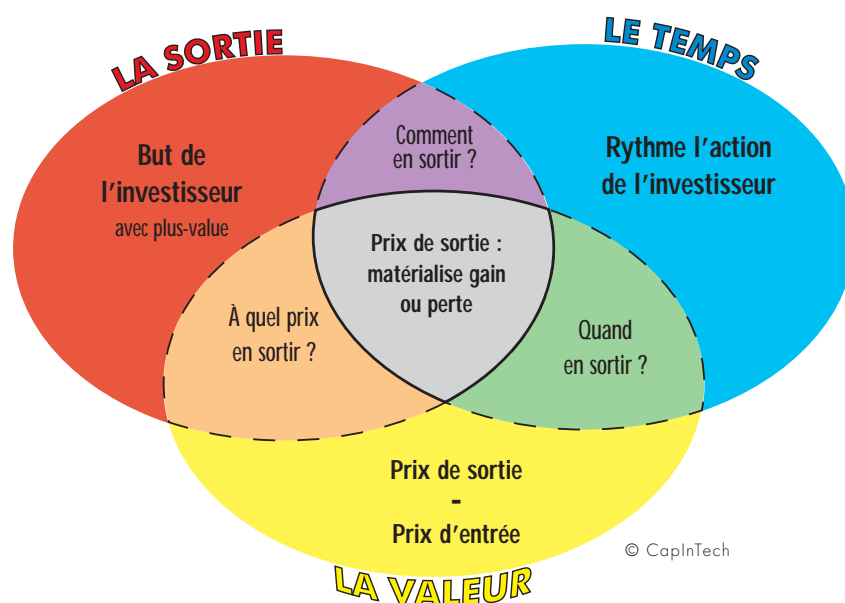 LA SORTIE
LE TEMPS
Comment
en sortir ?
But de
l'investisseur
avec plus-value
Rythme l'action
de l'investisseur
Prix de sortie :
matérialise gain
ou perte
À quel prix
en sortir ?
Quand
en sortir ?
Prix de sortie
-
Prix d'entrée
© CapInTech
LA VALEUR